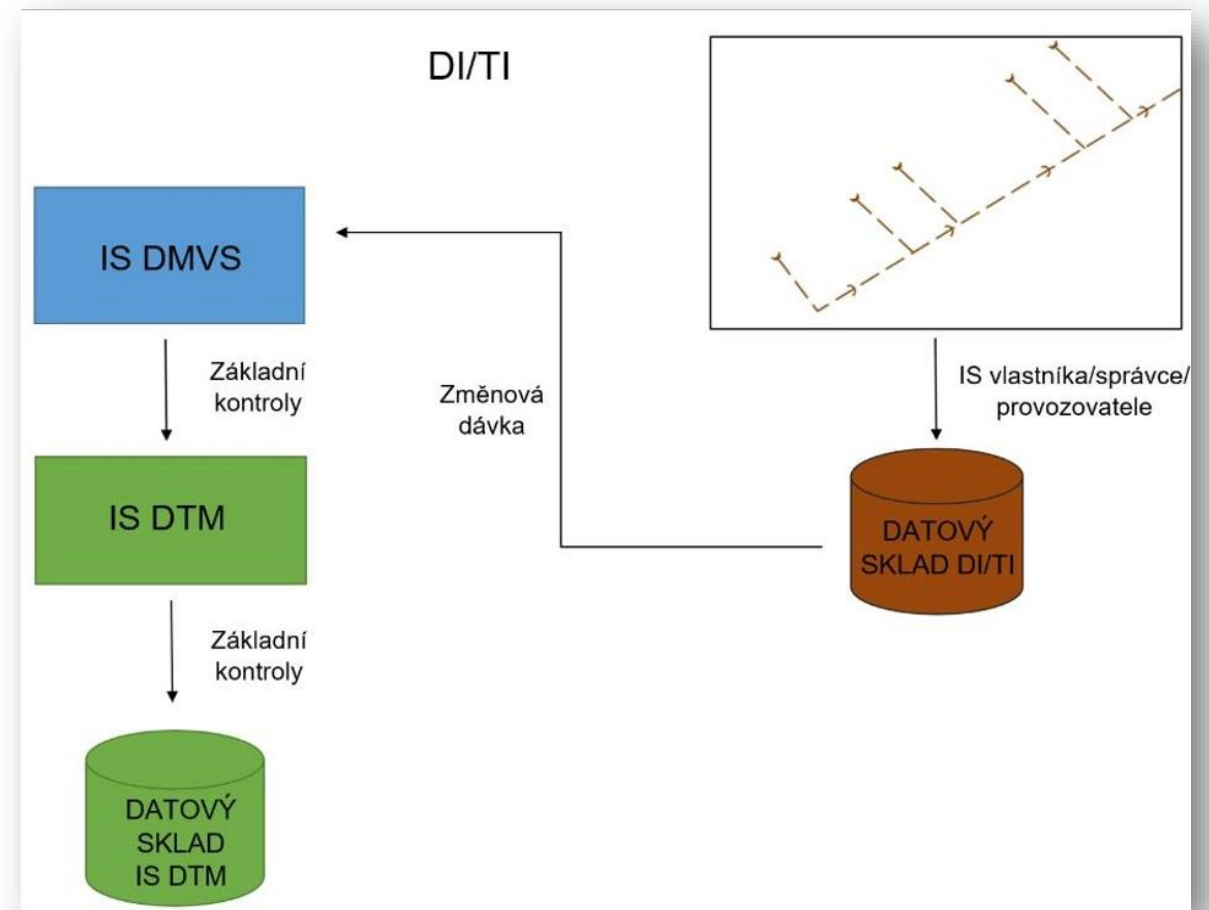 DI/TI
IS DMVS
Základní
kontroly
Změnová
dávka
IS vlastníka/správce/
provozovatele
IS DTM
DATOVÝ
SKLAD DI/TI
Základní
kontroly
DATOVÝ
SKLAD
IS DTM